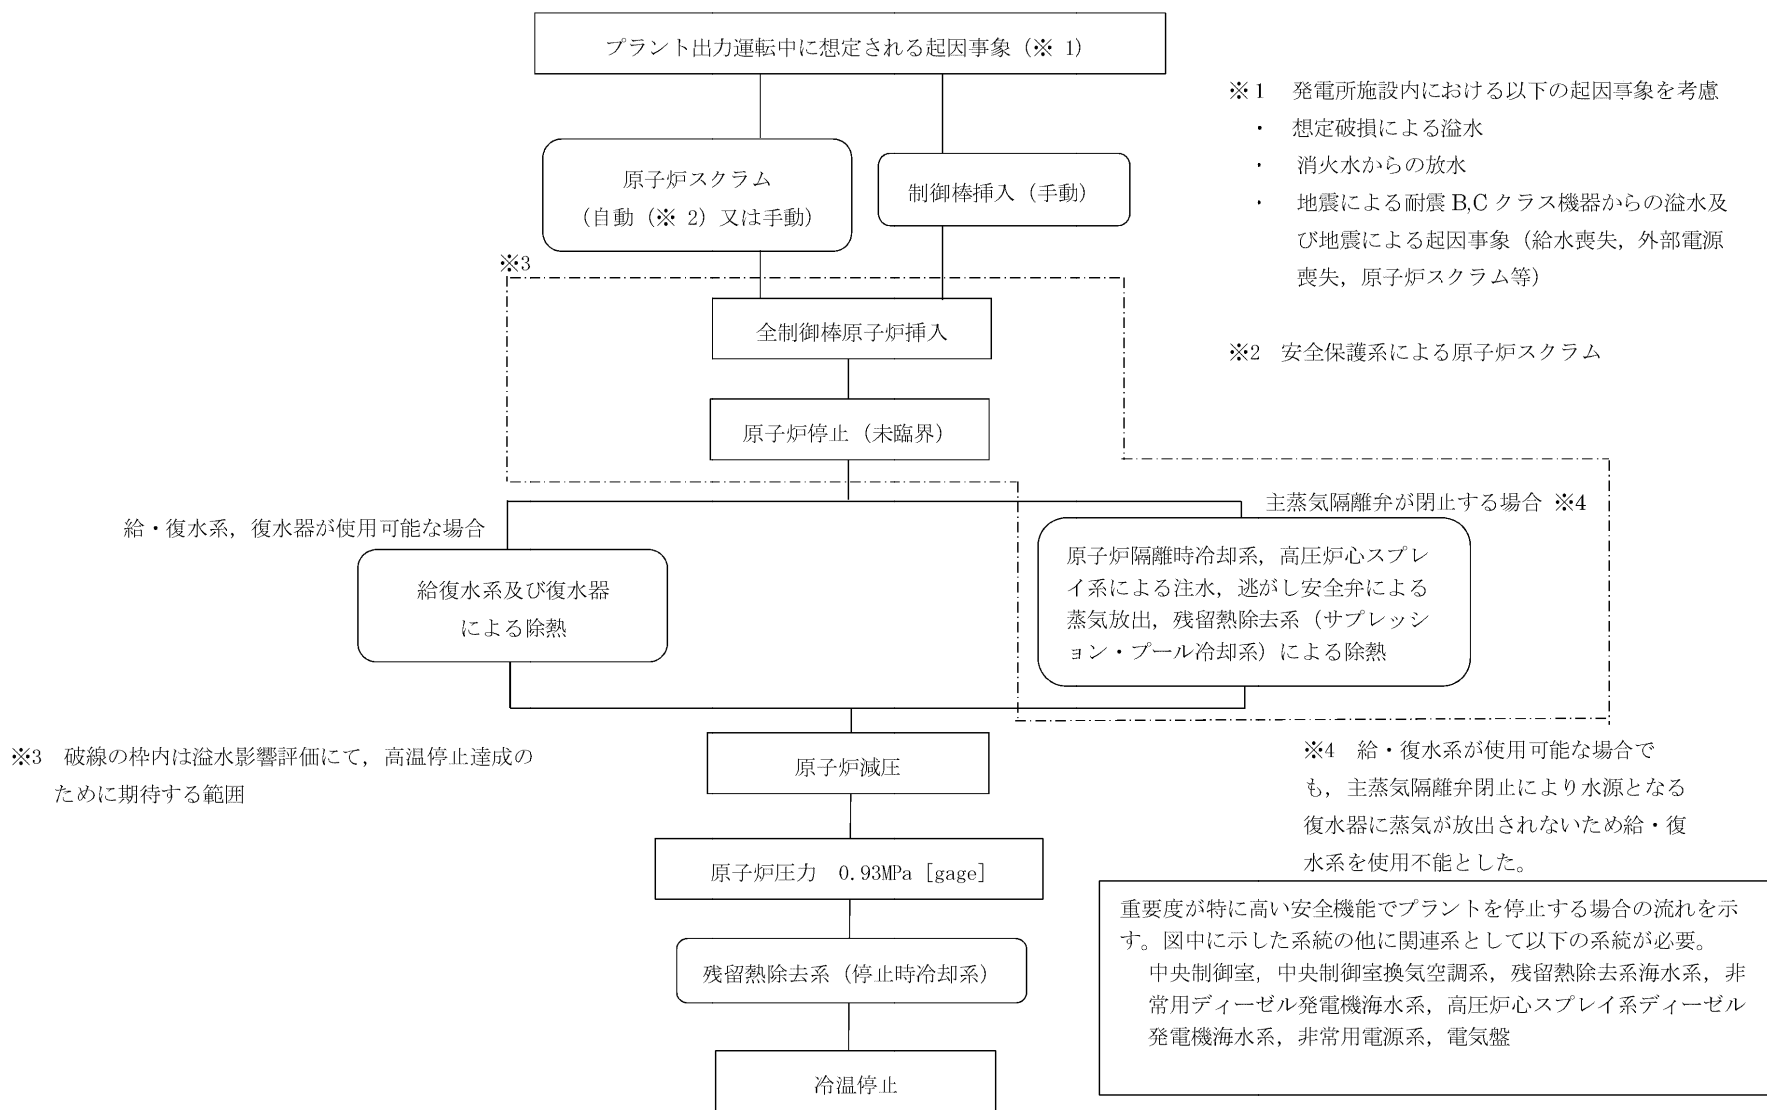 プラント出力運転中に想定される起因事象（※ 1）
※1　発電所施設内における以下の起因事象を考慮
・　想定破損による溢水
・　消火水からの放水
・　地震による耐震 B,C クラス機器からの溢水及
び地震による起因事象（給水喪失，外部電源
喪失，原子炉スクラム等）
原子炉スクラム
（自動（※ 2）又は手動）
制御棒挿入（手動）
※3
全制御棒原子炉挿入
※2　安全保護系による原子炉スクラム
原子炉停止（未臨界）
給・復水系，復水器が使用可能な場合
主蒸気隔離弁が閉止する場合 ※4
給復水系及び復水器
による除熱
原子炉隔離時冷却系，高圧炉心スプレ
イ系による注水，逃がし安全弁による
蒸気放出，残留熱除去系（サプレッシ
ョン・プール冷却系）による除熱
※3　破線の枠内は溢水影響評価にて，高温停止達成の
ために期待する範囲
原子炉減圧
※4　給・復水系が使用可能な場合で
も，主蒸気隔離弁閉止により水源となる
復水器に蒸気が放出されないため給・復
水系を使用不能とした。
原子炉圧力　0.93MPa［gage］
残留熱除去系（停止時冷却系）
冷温停止
重要度が特に高い安全機能でプラントを停止する場合の流れを示
す。図中に示した系統の他に関連系として以下の系統が必要。
中央制御室，中央制御室換気空調系，残留熱除去系海水系，非
常用ディーゼル発電機海水系，高圧炉心スプレイ系ディーゼル
発電機海水系，非常用電源系，電気盤